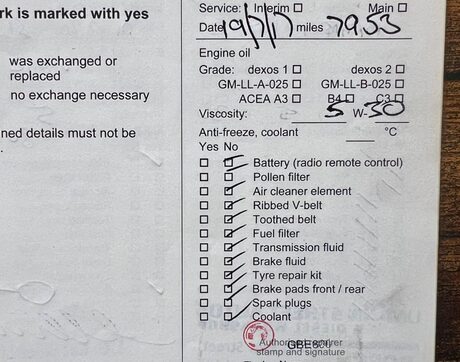 rk is marked with yes
was exchanged or
replaced
no exchange necessary
ned details must not be
Service: Interim ☐ Main ☐
Date 19/7/17 miles 7953
Engine oil
Grade: dexos 1 ☐ dexos 2 ☐
GM-LL-A-025 ☐ GM-LL-B-025 ☐
ACEA A3 ☐ B4 ☐ C3 ☐
Viscosity: 5 W-30
Anti-freeze, coolant °C
Yes No
Battery (radio remote control)
Pollen filter
Air cleaner element
Ribbed V-belt
Toothed belt
Fuel filter
Transmission fluid
Brake fluid
Tyre repair kit
Brake pads front / rear
Spark plugs
Coolant
Authorised repairer
stamp and signature